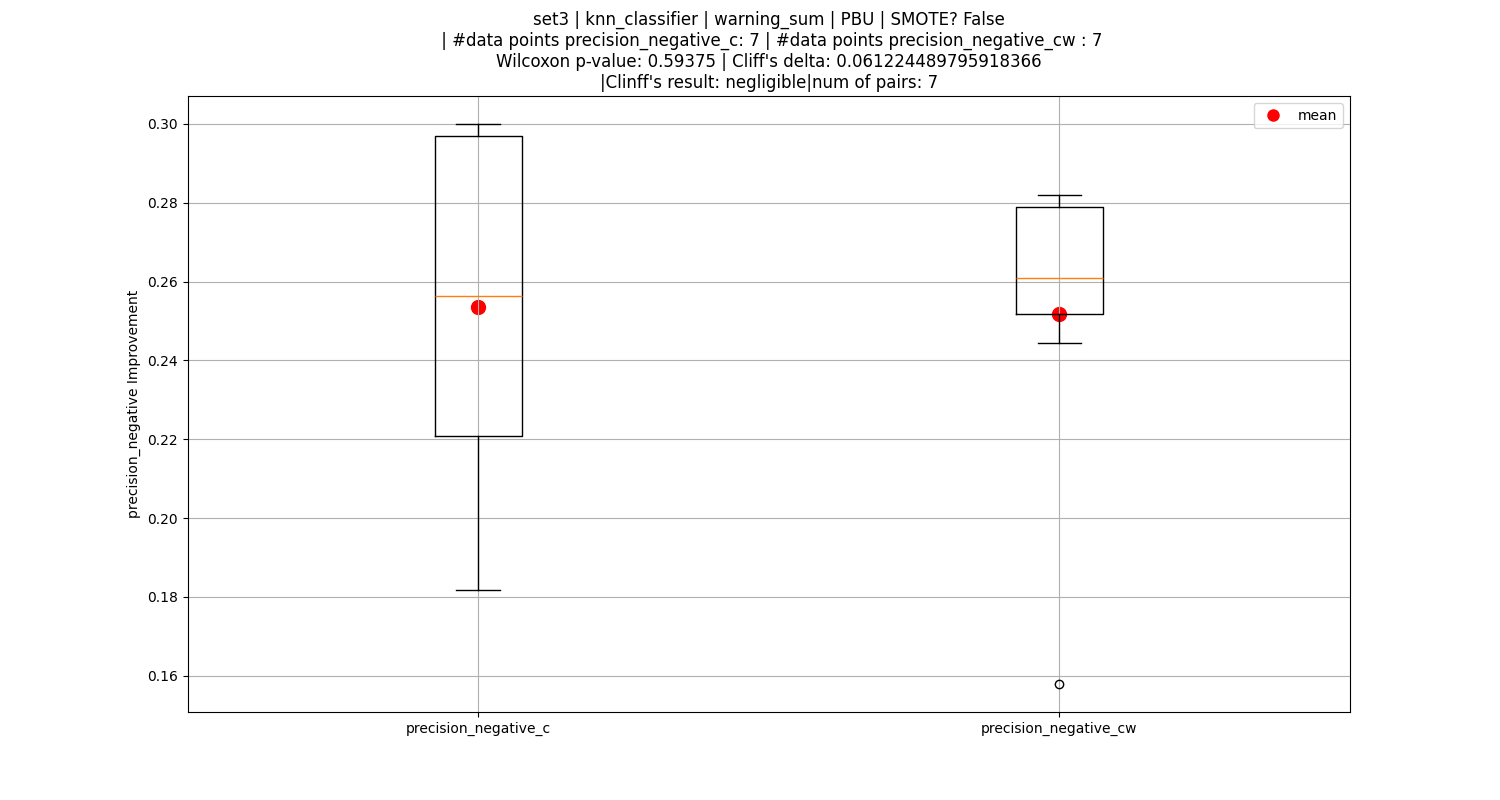 set3 | knn_classifier | warning_sum | PBU | SMOTE? False
| #data points precision_negative_c: 7 | #data points precision_negative_cw : 7
Wilcoxon p-value: 0.59375 | Cliff's delta: 0.061224489795918366
|Clinff's result: negligible|num of pairs: 7
mean
0.30
0.28
0.26
0.24
0.22
0.20
0.18
0.16
precision_negative Improvement
precision_negative_c
precision_negative_cw